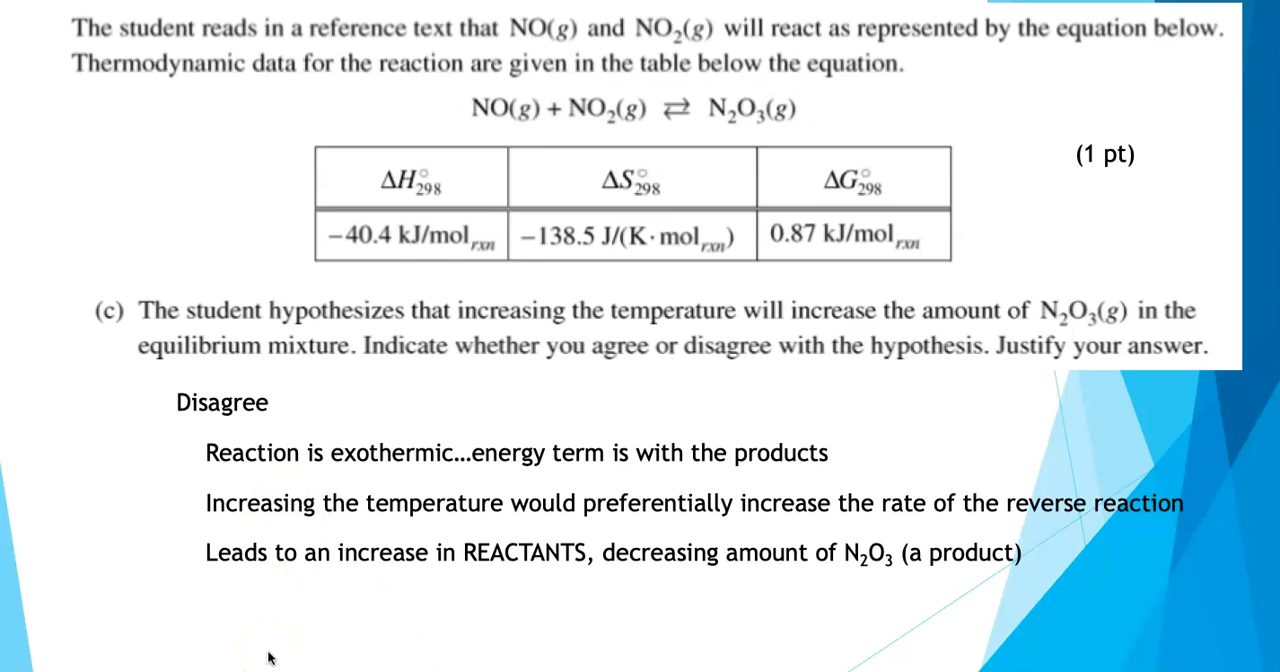 The student reads in a reference text that NO(g) and NO₂(g) will react as represented by the equation below.
Thermodynamic data for the reaction are given in the table below the equation.
NO(g) + NO₂(g) ⇄ N₂O₃(g)
(1 pt)
ΔH°₂₉₈ ΔS°₂₉₈ ΔG°₂₉₈
−40.4 kJ/mol_rxn −138.5 J/(K·mol_rxn) 0.87 kJ/mol_rxn
(c) The student hypothesizes that increasing the temperature will increase the amount of N₂O₃(g) in the
equilibrium mixture. Indicate whether you agree or disagree with the hypothesis. Justify your answer.
Disagree
Reaction is exothermic...energy term is with the products
Increasing the temperature would preferentially increase the rate of the reverse reaction
Leads to an increase in REACTANTS, decreasing amount of N₂O₃ (a product)